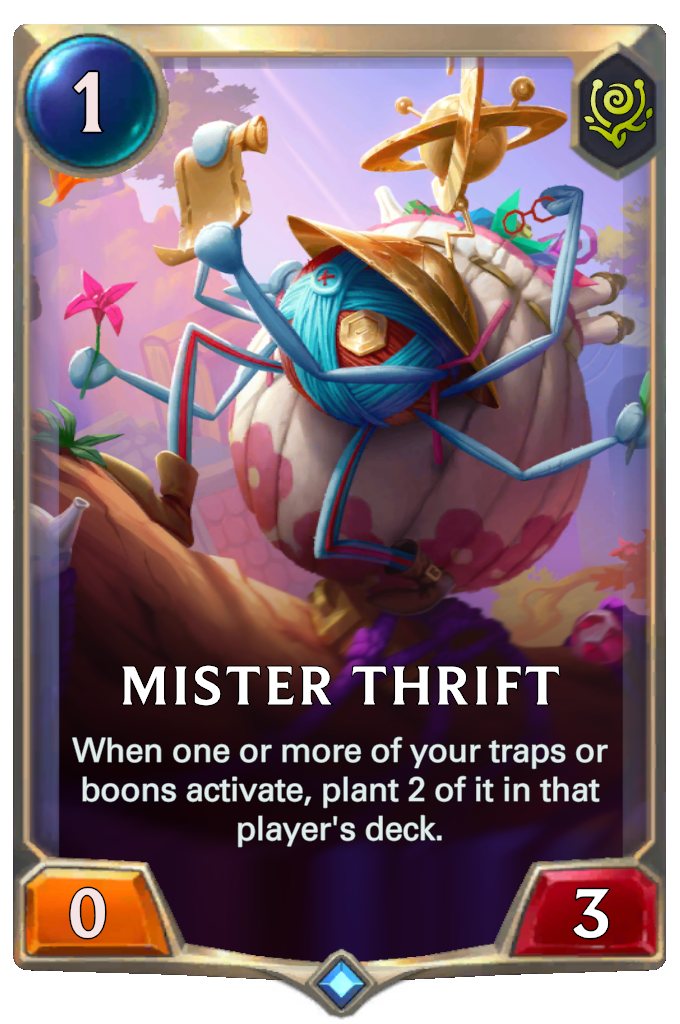 1
MISTER THRIFT
When one or more of your traps or
boons activate, plant 2 of it in that
player's deck.
0
3